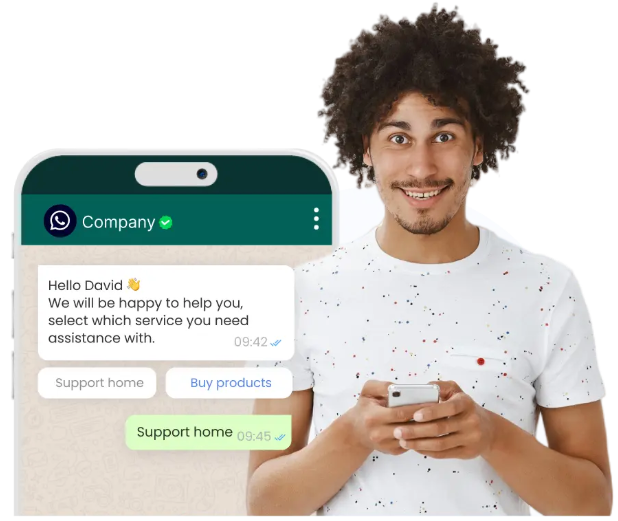 Company
Hello David 👋
We will be happy to help you,
select which service you need
assistance with.
09:42
Support home
Buy products
Support home
09:45